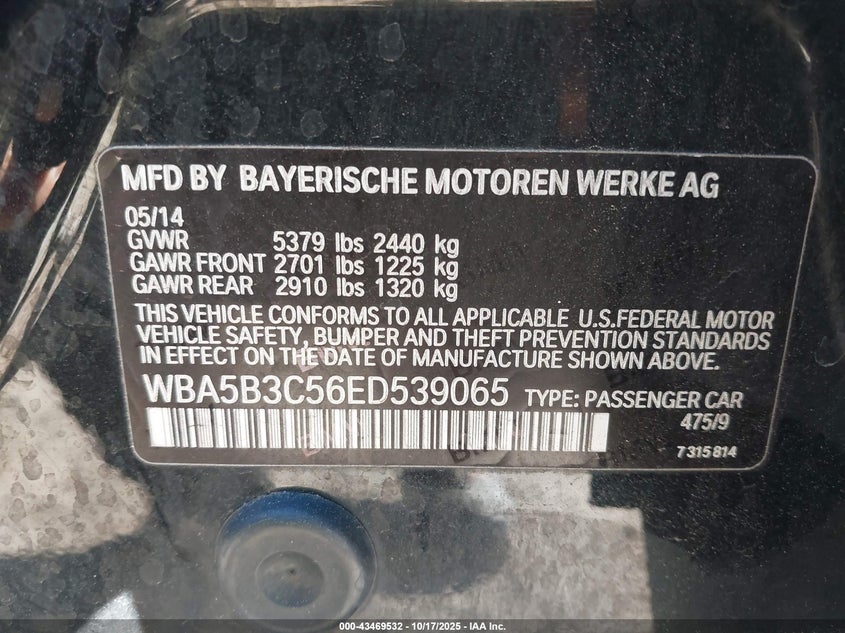 MFD BY BAYERISCHE MOTOREN WERKE AG
05/14
GVWR 5379 lbs 2440 kg
GAWR FRONT 2701 lbs 1225 kg
GAWR REAR 2910 lbs 1320 kg
THIS VEHICLE CONFORMS TO ALL APPLICABLE U.S.FEDERAL MOTOR
VEHICLE SAFETY, BUMPER AND THEFT PREVENTION STANDARDS
IN EFFECT ON THE DATE OF MANUFACTURE SHOWN ABOVE.
WBA5B3C56ED539065 TYPE: PASSENGER CAR
475/9
7315814
000-43469532 | 10/17/2025 - IAA Inc.